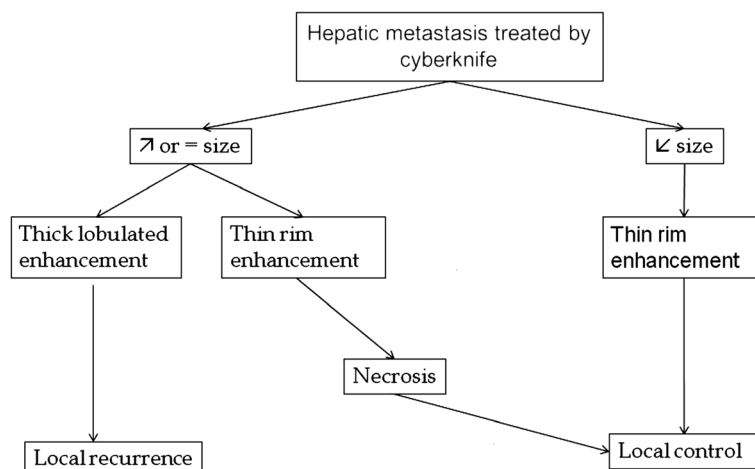 Hepatic metastasis treated by
cyberknife
↗ or = size
↙ size
Thick lobulated
enhancement
Thin rim
enhancement
Thin rim
enhancement
Necrosis
Local recurrence
Local control